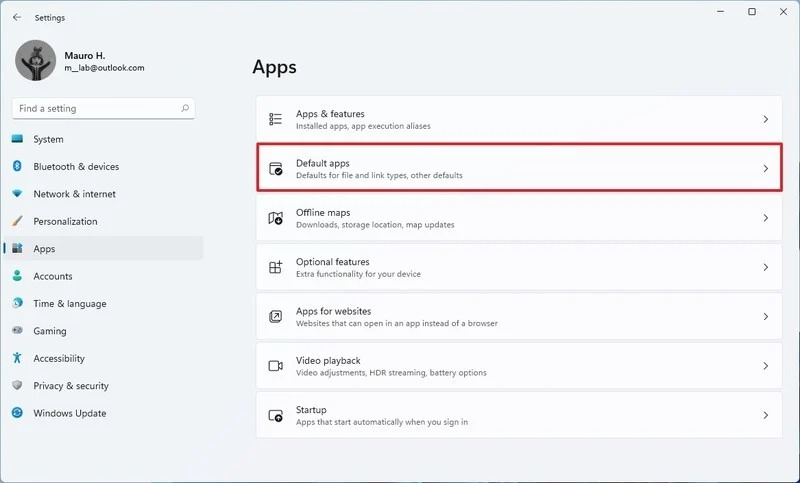 Settings
Mauro H.
m__lab@outlook.com
Find a setting
System
Bluetooth & devices
Network & internet
Personalization
Apps
Accounts
Time & language
Gaming
Accessibility
Privacy & security
Windows Update
Apps
Apps & features
Installed apps, app execution aliases
Default apps
Defaults for file and link types, other defaults
Offline maps
Downloads, storage location, map updates
Optional features
Extra functionality for your device
Apps for websites
Websites that can open in an app instead of a browser
Video playback
Video adjustments, HDR streaming, battery options
Startup
Apps that start automatically when you sign in